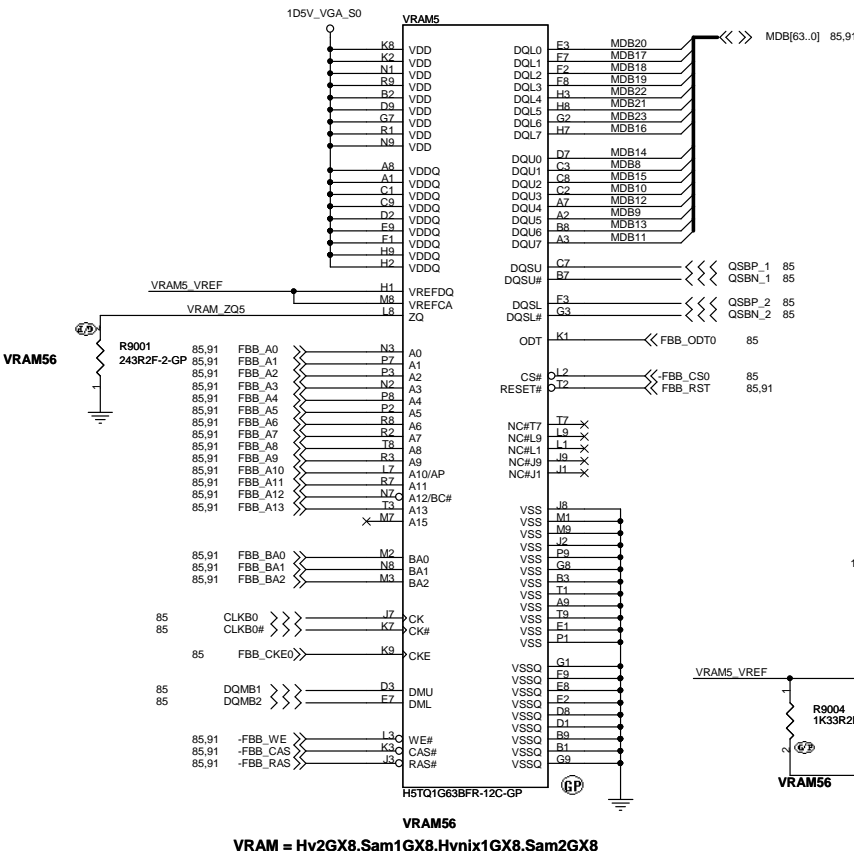 1D5V_VGA_S0
VRAM5
K8 VDD
K2 VDD
N1 VDD
R9 VDD
B2 VDD
D9 VDD
G7 VDD
R1 VDD
N9 VDD
A8 VDDQ
A1 VDDQ
C1 VDDQ
C9 VDDQ
D2 VDDQ
E9 VDDQ
F1 VDDQ
H9 VDDQ
H2 VDDQ
VRAM5_VREF H1 VREFDQ
M8 VREFCA
VRAM_ZQ5 L8 ZQ
R9001
243R2F-2-GP
1
VRAM56
85,91 FBB_A0 N3 A0
85,91 FBB_A1 P7 A1
85,91 FBB_A2 P3 A2
85,91 FBB_A3 N2 A3
85,91 FBB_A4 P8 A4
85,91 FBB_A5 P2 A5
85,91 FBB_A6 R8 A6
85,91 FBB_A7 R2 A7
85,91 FBB_A8 T8 A8
85,91 FBB_A9 R3 A9
85,91 FBB_A10 L7 A10/AP
85,91 FBB_A11 R7 A11
85,91 FBB_A12 N7 A12/BC#
85,91 FBB_A13 T3 A13
M7 A15
85,91 FBB_BA0 M2 BA0
85,91 FBB_BA1 N8 BA1
85,91 FBB_BA2 M3 BA2
85 CLKB0 J7 CK
85 CLKB0# K7 CK#
85 FBB_CKE0 K9 CKE
85 DQMB1 D3 DMU
85 DQMB2 E7 DML
85,91 -FBB_WE L3 WE#
85,91 -FBB_CAS K3 CAS#
85,91 -FBB_RAS J3 RAS#
DQL0 E3 MDB20
DQL1 F7 MDB17
DQL2 F2 MDB18
DQL3 F8 MDB19
DQL4 H3 MDB22
DQL5 H8 MDB21
DQL6 G2 MDB23
DQL7 H7 MDB16
MDB[63..0] 85,91
DQU0 D7 MDB14
DQU1 C3 MDB8
DQU2 C8 MDB15
DQU3 C2 MDB10
DQU4 A7 MDB12
DQU5 A2 MDB9
DQU6 B8 MDB13
DQU7 A3 MDB11
DQSU C7 QSBP_1 85
DQSU# B7 QSBN_1 85
DQSL F3 QSBP_2 85
DQSL# G3 QSBN_2 85
ODT K1 FBB_ODT0 85
CS# L2 -FBB_CS0 85
RESET# T2 FBB_RST 85,91
NC#T7 T7
NC#L9 L9
NC#L1 L1
NC#J9 J9
NC#J1 J1
VSS J8
VSS M1
VSS M9
VSS J2
VSS P9
VSS G8
VSS B3
VSS T1
VSS A9
VSS T9
VSS E1
VSS P1
VSSQ G1
VSSQ F9
VSSQ E8
VSSQ E2
VSSQ D8
VSSQ D1
VSSQ B9
VSSQ B1
VSSQ G9
1
VRAM5_VREF
1
R9004
1K33R2
2
VRAM56
H5TQ1G63BFR-12C-GP
GP
VRAM56
VRAM = Hy2GX8,Sam1GX8,Hynix1GX8,Sam2GX8